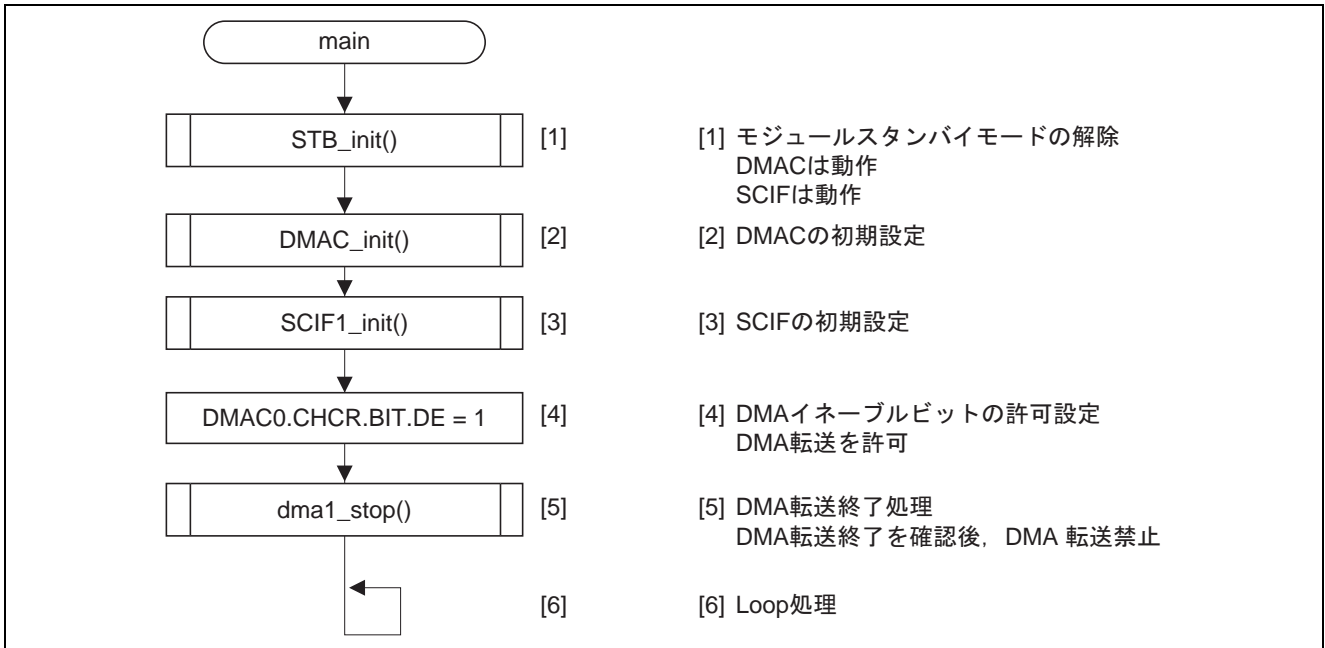 main
STB_init() [1] [1] モジュールスタンバイモードの解除
DMACは動作
SCIFは動作
DMAC_init() [2] [2] DMACの初期設定
SCIF1_init() [3] [3] SCIFの初期設定
DMAC0.CHCR.BIT.DE = 1 [4] [4] DMAイネーブルビットの許可設定
DMA転送を許可
dma1_stop() [5] [5] DMA転送終了処理
DMA転送終了を確認後，DMA 転送禁止
[6] [6] Loop処理